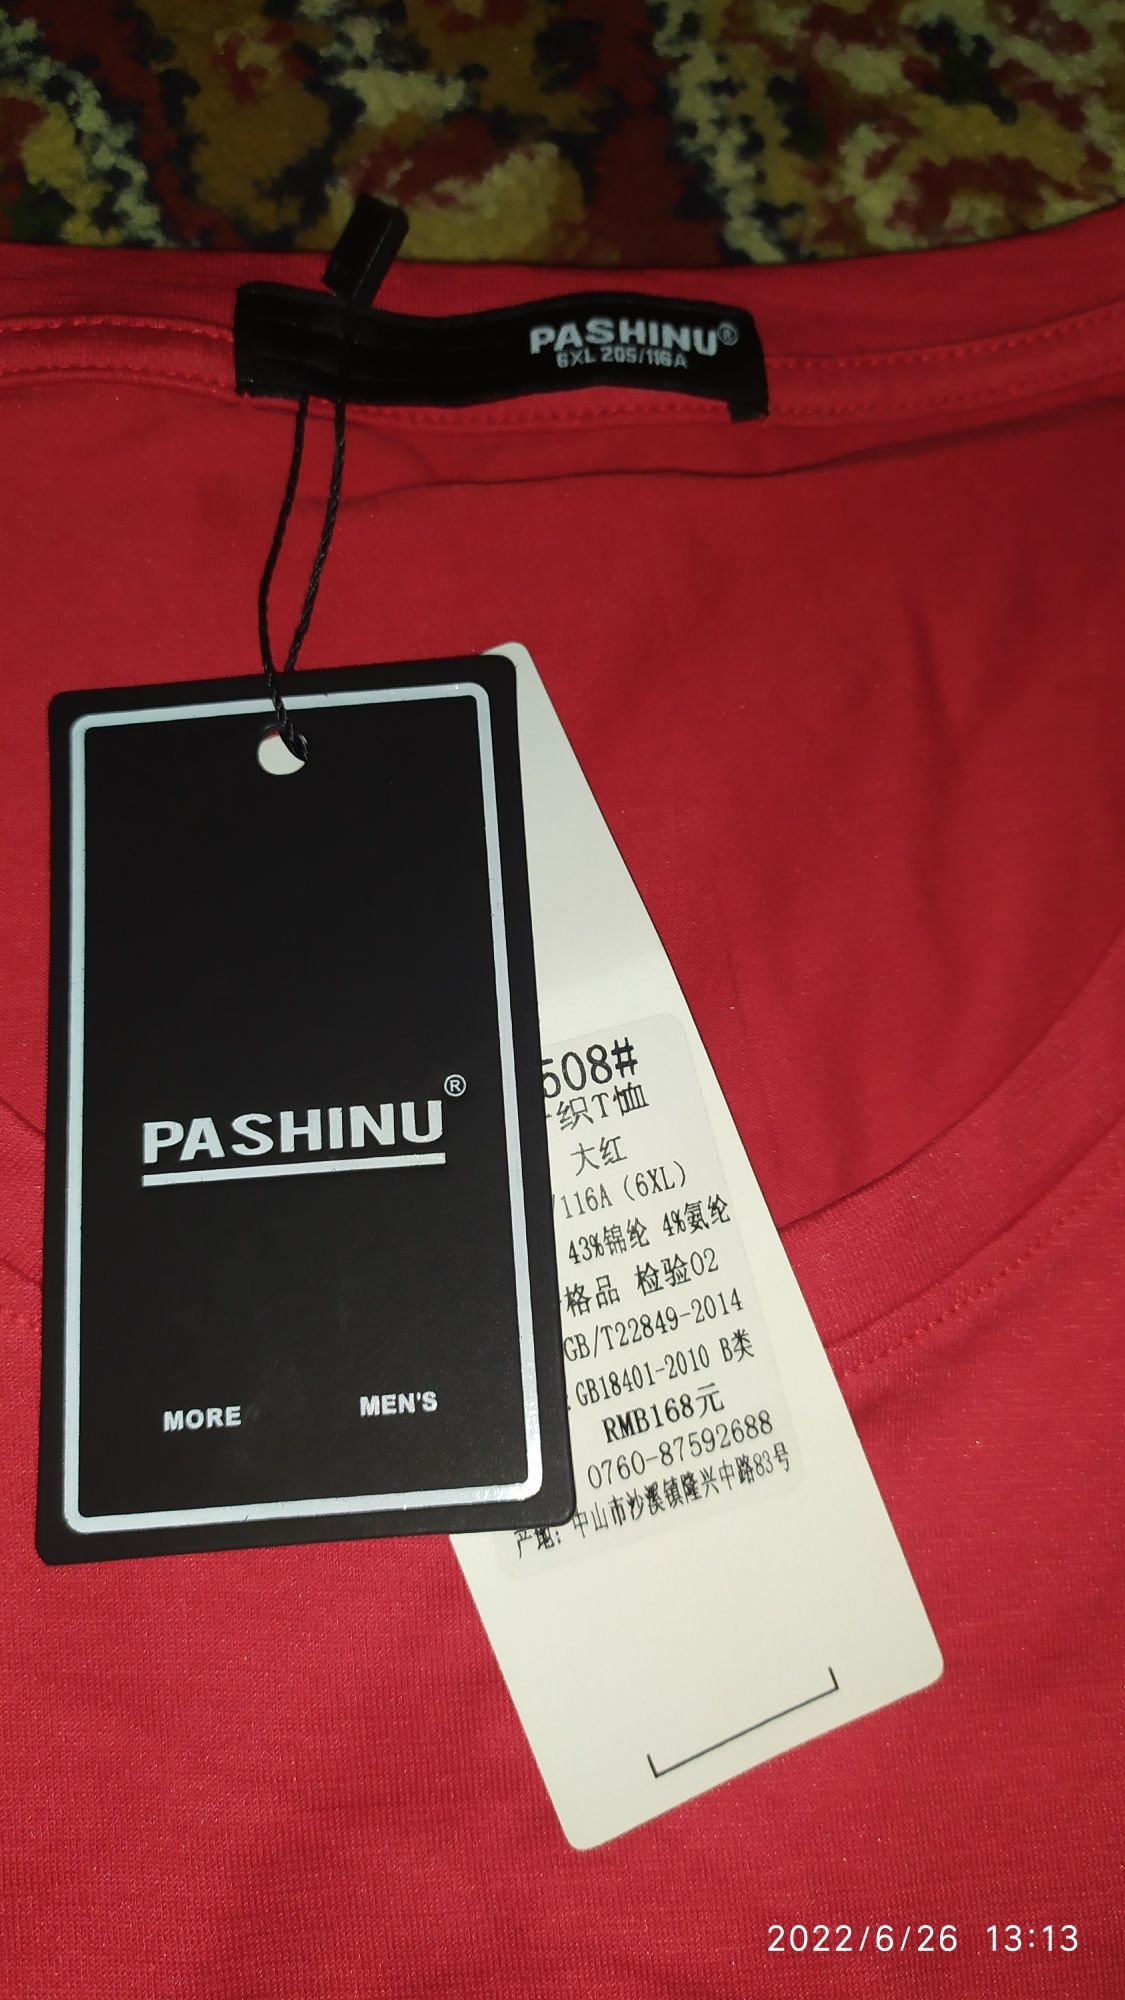 PASHINU®
6XL 205/116A
PASHINU®
MORE MEN'S
508#
织T恤
大红
/116A (6XL)
43%锦纶 4%氨纶
格品 检验02
GB/T22849-2014
:GB18401-2010 B类
RMB168元
0760-87592688
产地: 中山市沙溪镇隆兴中路83号
2022/6/26 13:13